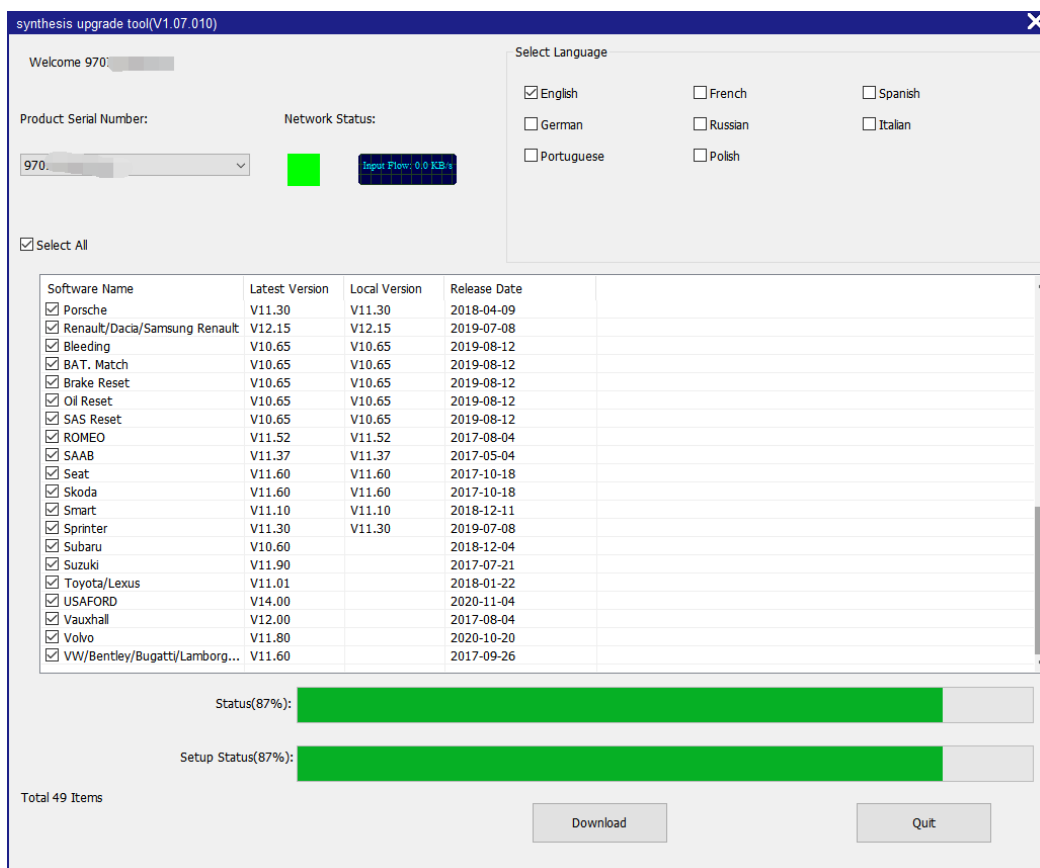 synthesis upgrade tool(V1.07.010)
Welcome 970
Select Language
English French Spanish
German Russian Italian
Portuguese Polish
Product Serial Number: Network Status:
970
Input Flow: 0.0 KB/s
Select All
Software Name Latest Version Local Version Release Date
Porsche V11.30 V11.30 2018-04-09
Renault/Dacia/Samsung Renault V12.15 V12.15 2019-07-08
Bleeding V10.65 V10.65 2019-08-12
BAT. Match V10.65 V10.65 2019-08-12
Brake Reset V10.65 V10.65 2019-08-12
Oil Reset V10.65 V10.65 2019-08-12
SAS Reset V10.65 V10.65 2019-08-12
ROMEO V11.52 V11.52 2017-08-04
SAAB V11.37 V11.37 2017-05-04
Seat V11.60 V11.60 2017-10-18
Skoda V11.60 V11.60 2017-10-18
Smart V11.10 V11.10 2018-12-11
Sprinter V11.30 V11.30 2019-07-08
Subaru V10.60 2018-12-04
Suzuki V11.90 2017-07-21
Toyota/Lexus V11.01 2018-01-22
USAFORD V14.00 2020-11-04
Vauxhall V12.00 2017-08-04
Volvo V11.80 2020-10-20
VW/Bentley/Bugatti/Lamborg... V11.60 2017-09-26
Status(87%):
Setup Status(87%):
Total 49 Items
Download Quit